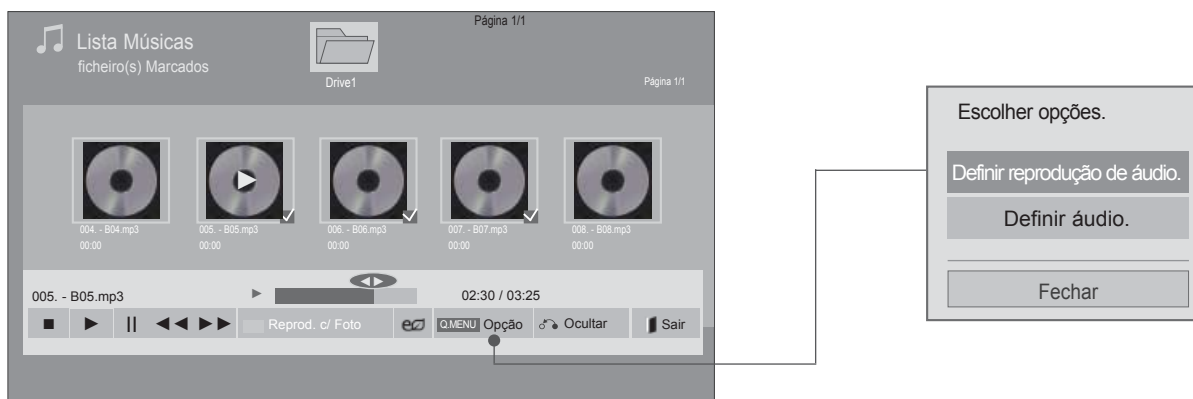 Página 1/1
Lista Músicas
ficheiro(s) Marcados
Drive1
Página 1/1
004. - B04.mp3
00:00
005. - B05.mp3
00:00
006. - B06.mp3
00:00
007. - B07.mp3
00:00
008. - B08.mp3
00:00
005. - B05.mp3
02:30 / 03:25
Reprod. c/ Foto
Q.MENU Opção
Ocultar
Sair
Escolher opções.
Definir reprodução de áudio.
Definir áudio.
Fechar